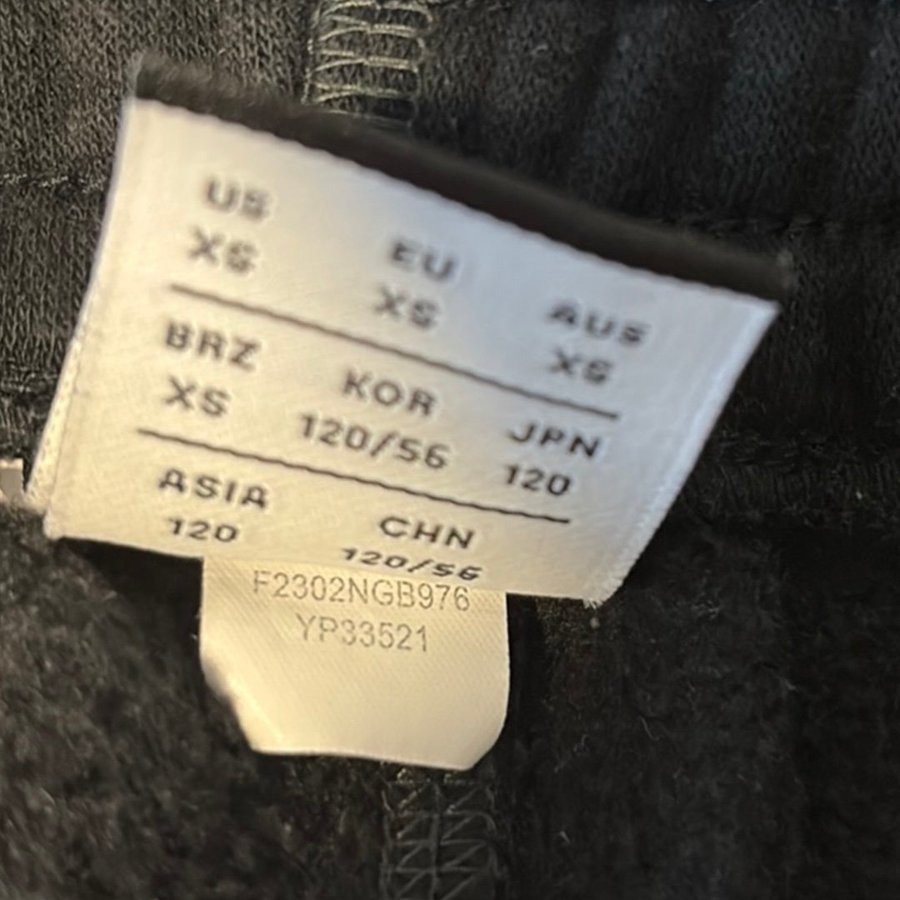 US EU AUS
XS XS XS
BRZ KOR JPN
XS 120/56 120
ASIA CHN
120 120/56
F2302NGB976
YP33521